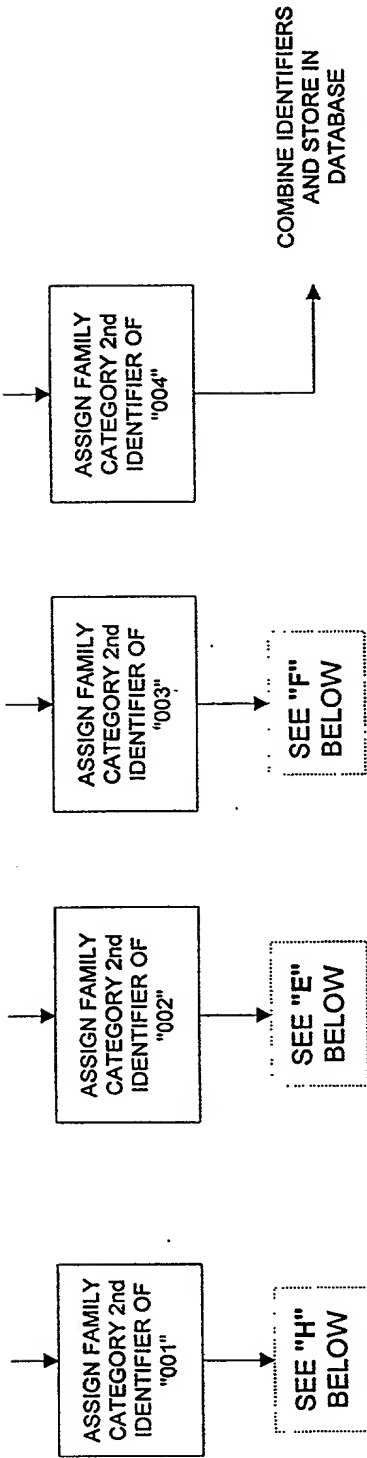 ASSIGN FAMILY
CATEGORY 2nd
IDENTIFIER OF
"001"
SEE "H"
BELOW
ASSIGN FAMILY
CATEGORY 2nd
IDENTIFIER OF
"002"
SEE "E"
BELOW
ASSIGN FAMILY
CATEGORY 2nd
IDENTIFIER OF
"003"
SEE "F"
BELOW
ASSIGN FAMILY
CATEGORY 2nd
IDENTIFIER OF
"004"
COMBINE IDENTIFIERS
AND STORE IN
DATABASE